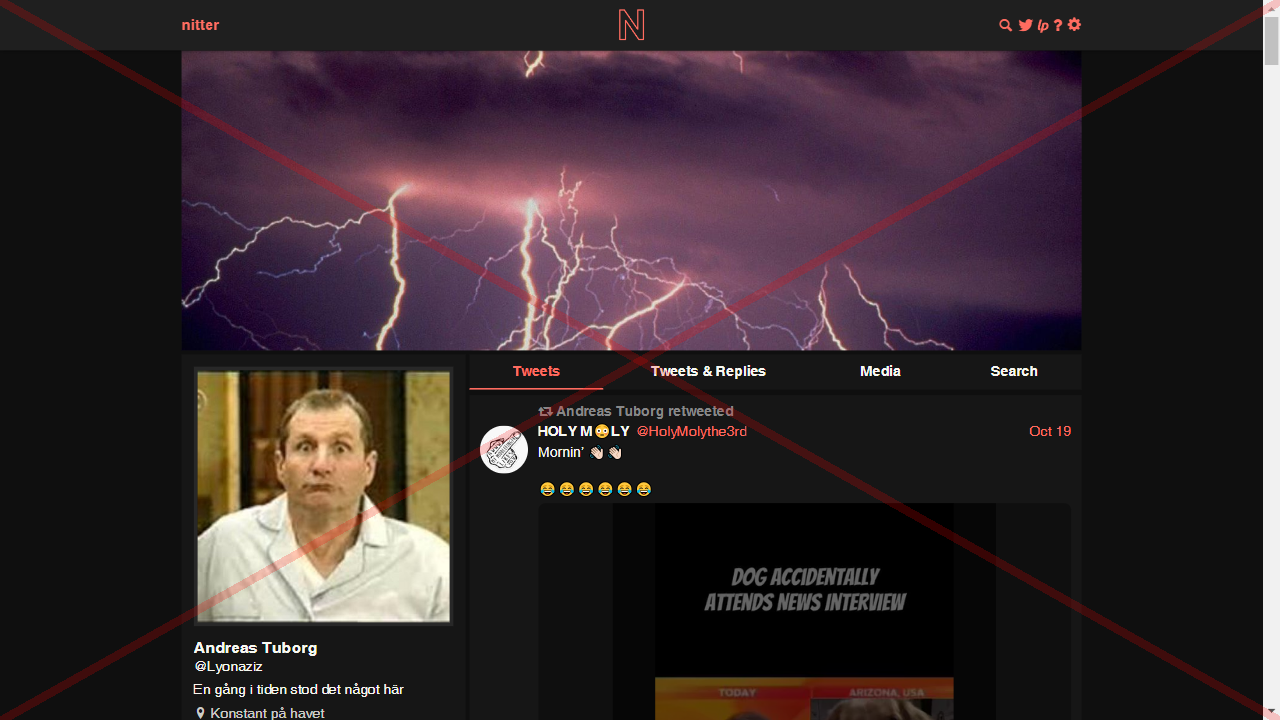 nitter
N
lp ?
Tweets Tweets & Replies Media Search
Andreas Tuborg retweeted
HOLY M😳LY @HolyMolythe3rd Oct 19
Mornin’ 👋🏻 👋🏻
😂 😂 😂 😂 😂 😂
DOG ACCIDENTALLY
ATTENDS NEWS INTERVIEW
TODAY ARIZONA, USA
Andreas Tuborg
@Lyonaziz
En gång i tiden stod det något här
Konstant på havet